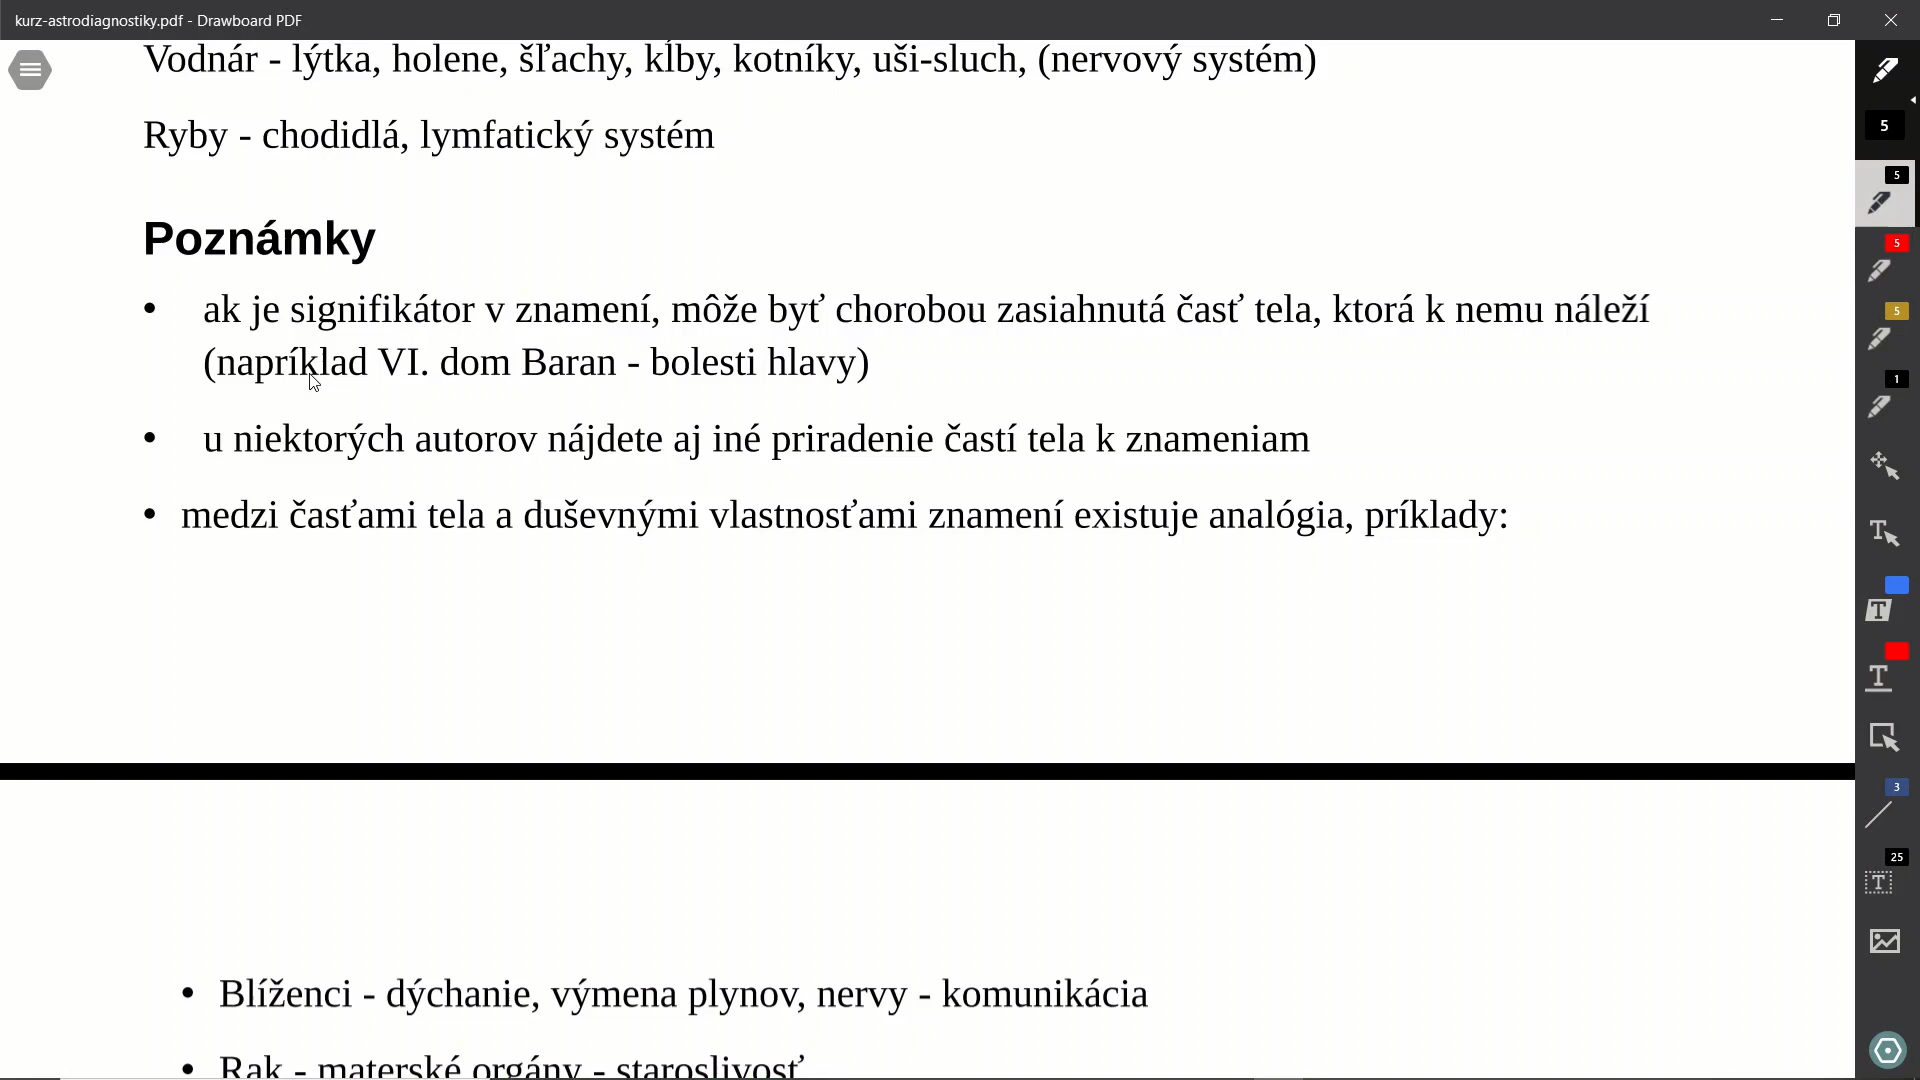 kurz-astrodiagnostiky.pdf - Drawboard PDF
Vodnár - lýtka, holene, šľachy, kĺby, kotníky, uši-sluch, (nervový systém)
Ryby - chodidlá, lymfatický systém
Poznámky
• ak je signifikátor v znamení, môže byť chorobou zasiahnutá časť tela, ktorá k nemu náleží
(napríklad VI. dom Baran - bolesti hlavy)
• u niektorých autorov nájdete aj iné priradenie častí tela k znameniam
• medzi časťami tela a duševnými vlastnosťami znamení existuje analógia, príklady:
• Blíženci - dýchanie, výmena plynov, nervy - komunikácia
• Rak - materské orgány - staroslivosť
5
5
5
5
1
3
25